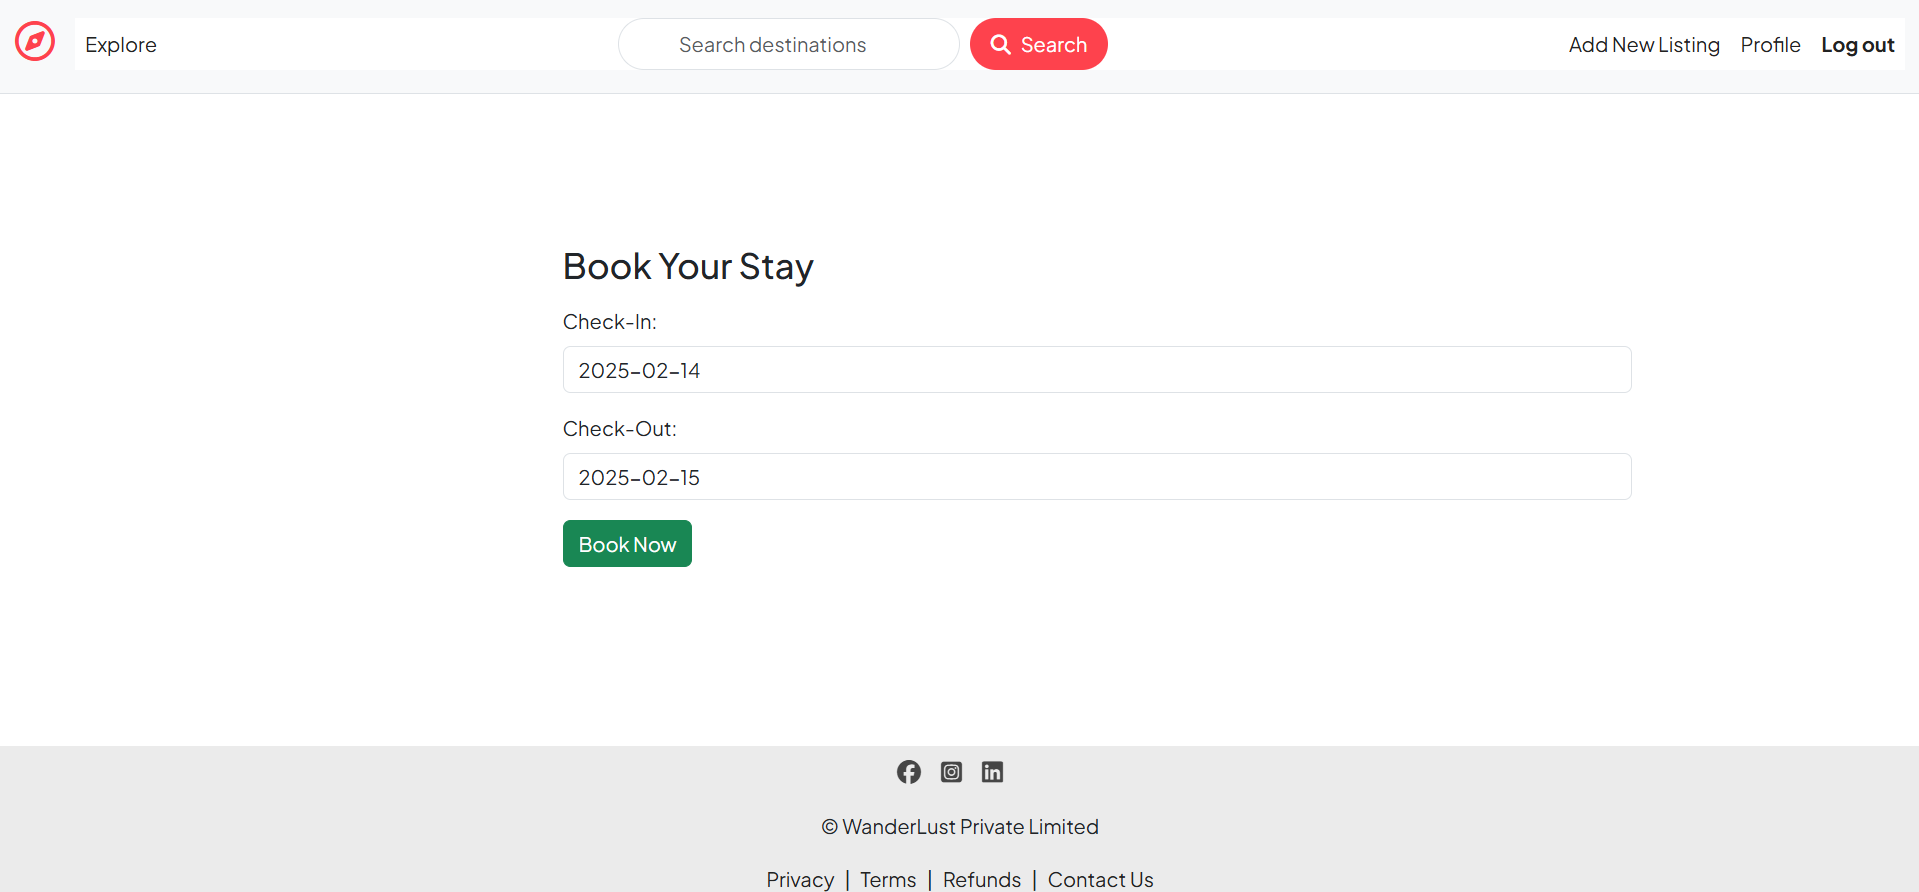 Explore Search destinations Search Add New Listing Profile Log out
Book Your Stay
Check-In:
2025-02-14
Check-Out:
2025-02-15
Book Now
© WanderLust Private Limited
Privacy | Terms | Refunds | Contact Us